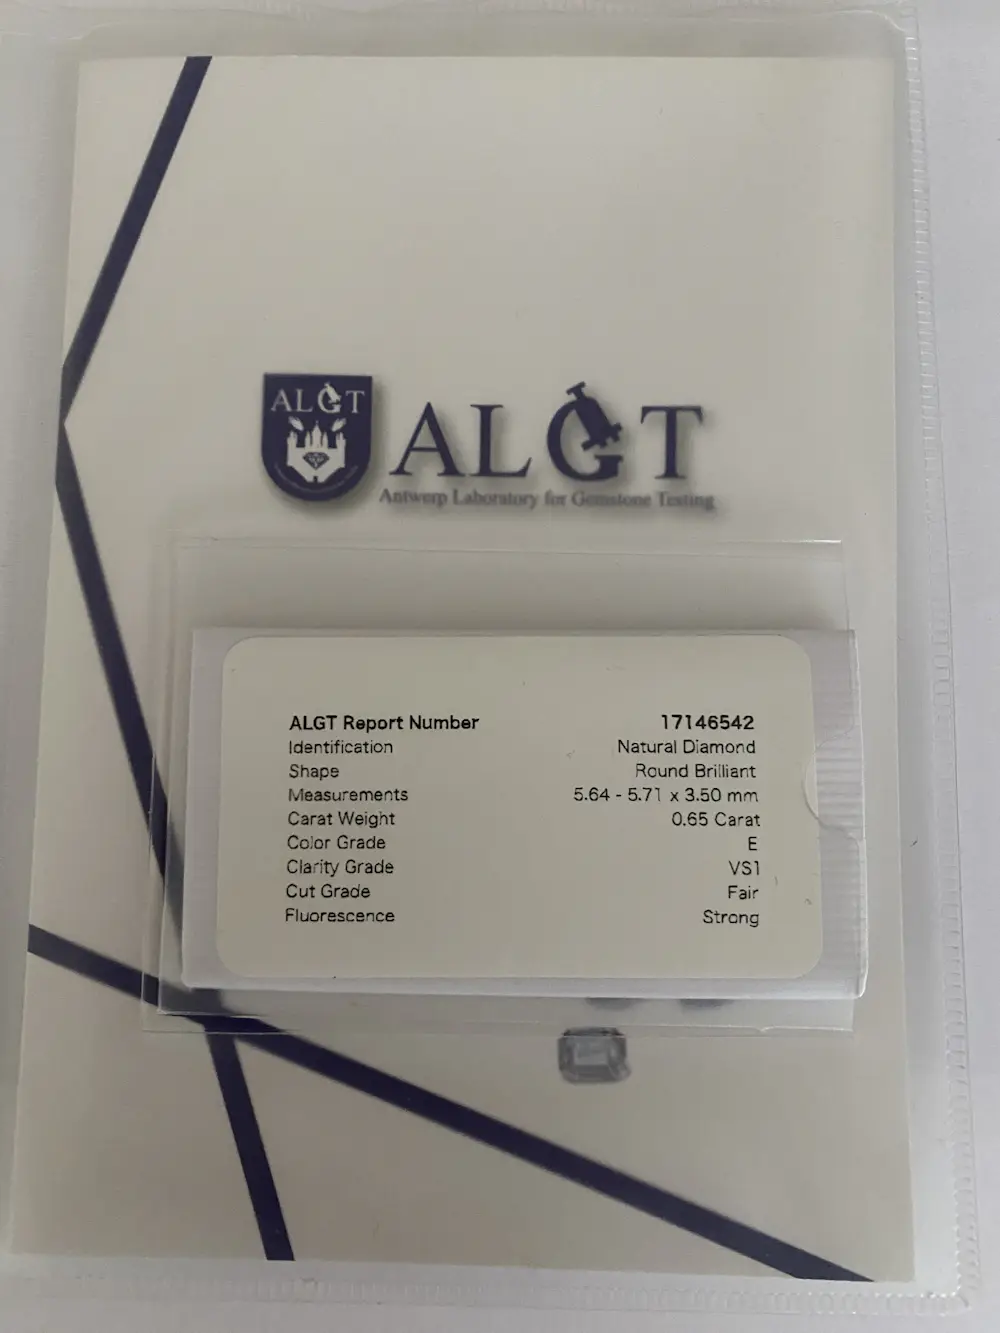 ALGT
ALGT
Antwerp Laboratory for Gemstone Testing
ALGT Report Number 17146542
Identification Natural Diamond
Shape Round Brilliant
Measurements 5.64 - 5.71 x 3.50 mm
Carat Weight 0.65 Carat
Color Grade E
Clarity Grade VS1
Cut Grade Fair
Fluorescence Strong